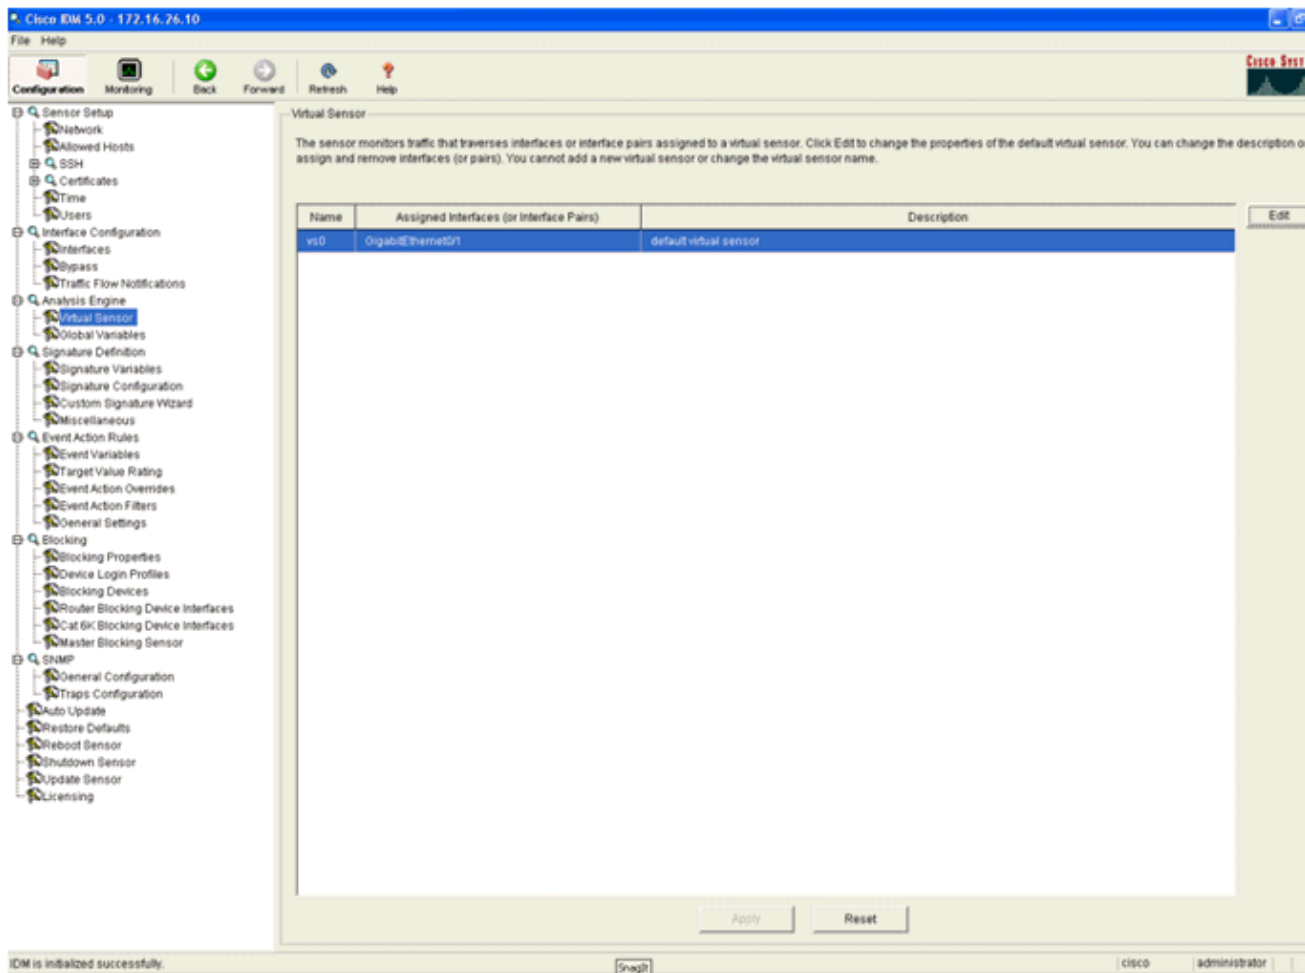 Cisco IDM 5.0 - 172.16.26.10
File Help
Configuration Monitoring Back Forward Refresh Help
CISCO SYST
Sensor Setup
Network
Allowed Hosts
SSH
Certificates
Time
Users
Interface Configuration
Interfaces
Bypass
Traffic Flow Notifications
Analysis Engine
Virtual Sensor
Global Variables
Signature Definition
Signature Variables
Signature Configuration
Custom Signature Wizard
Miscellaneous
Event Action Rules
Event Variables
Target Value Rating
Event Action Overrides
Event Action Filters
General Settings
Blocking
Blocking Properties
Device Login Profiles
Blocking Devices
Router Blocking Device Interfaces
Cat 6K Blocking Device Interfaces
Master Blocking Sensor
SNMP
General Configuration
Traps Configuration
Auto Update
Restore Defaults
Reboot Sensor
Shutdown Sensor
Update Sensor
Licensing
Virtual Sensor
The sensor monitors traffic that traverses interfaces or interface pairs assigned to a virtual sensor. Click Edit to change the properties of the default virtual sensor. You can change the description o
assign and remove interfaces (or pairs). You cannot add a new virtual sensor or change the virtual sensor name.
Name Assigned Interfaces (or Interface Pairs) Description
vs0 GigabitEthernet0/1 default virtual sensor
Edit
Apply Reset
IDM is initialized successfully.
SnagIt
cisco administrator